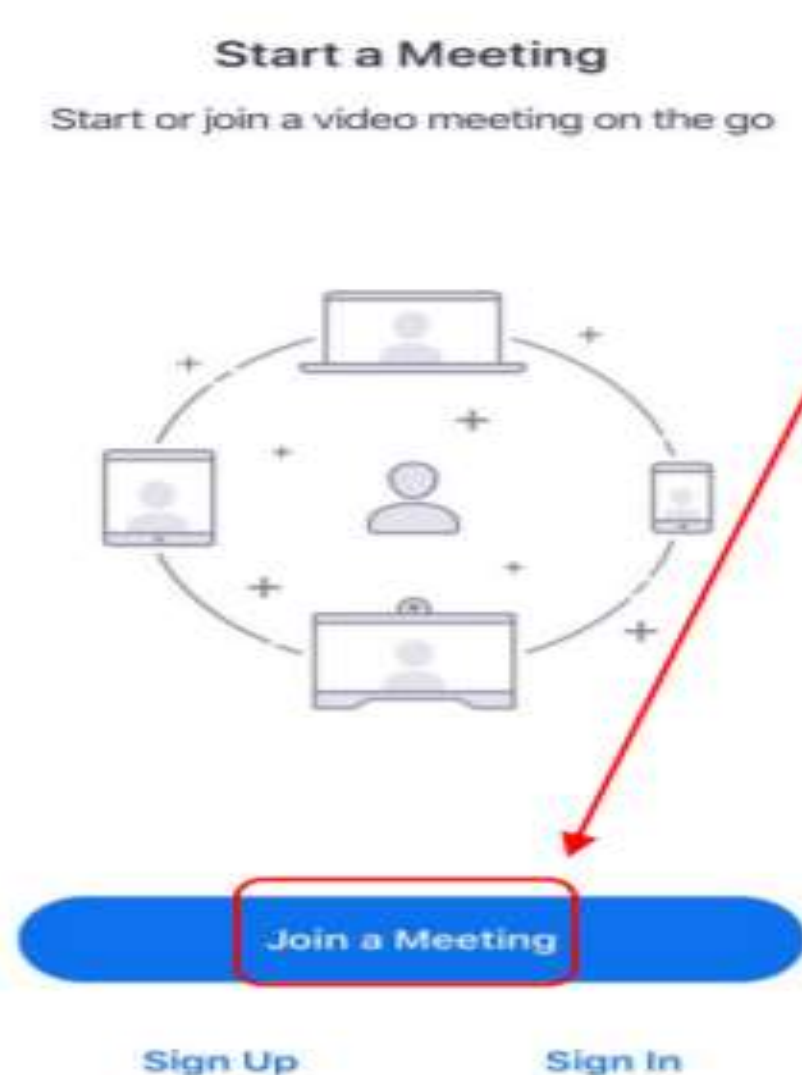 Start a Meeting
Start or join a video meeting on the go
Join a Meeting
Sign Up Sign In